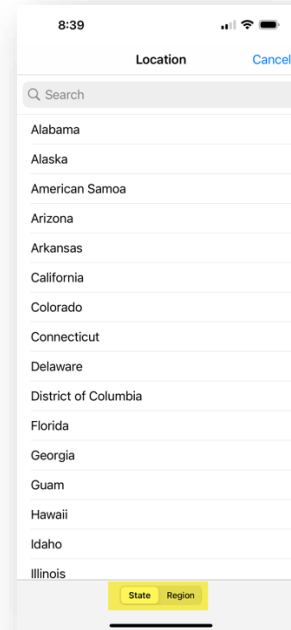 8:39
Location Cancel
Search
Alabama
Alaska
American Samoa
Arizona
Arkansas
California
Colorado
Connecticut
Delaware
District of Columbia
Florida
Georgia
Guam
Hawaii
Idaho
Illinois
State Region